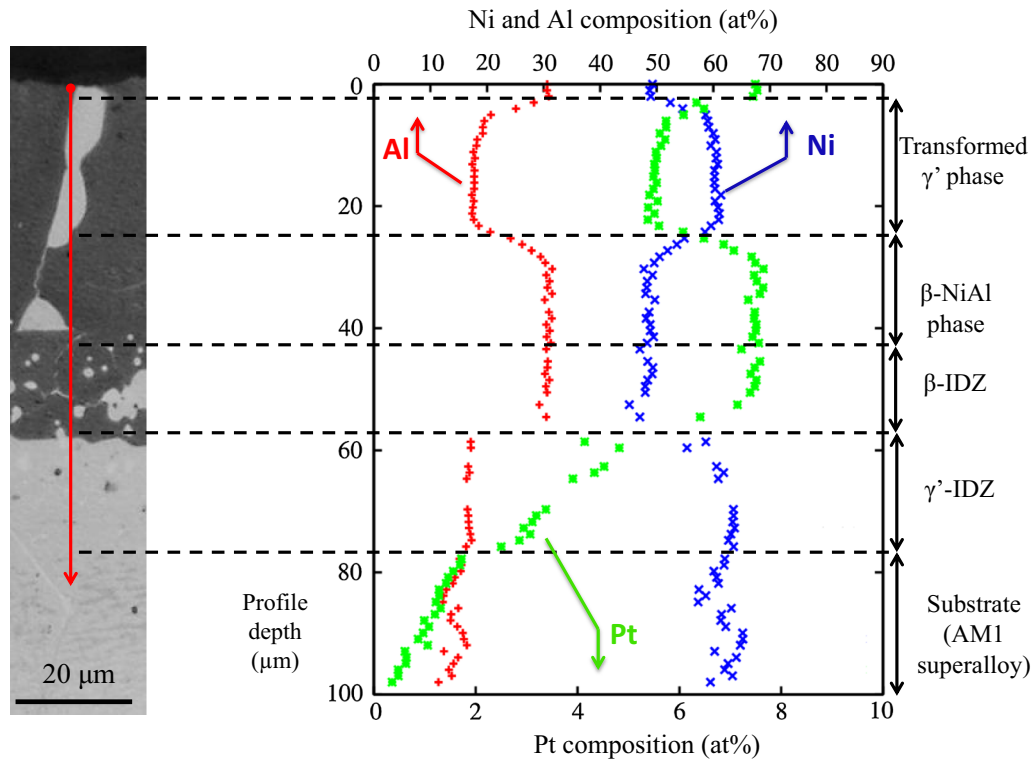 Ni and Al composition (at%)
0 10 20 30 40 50 60 70 80 90
0
20
40
60
80
100
Al
Ni
Pt
Transformed
γ’ phase
β-NiAl
phase
β-IDZ
γ’-IDZ
Substrate
(AM1
superalloy)
Profile
depth
(µm)
20 µm
0 2 4 6 8 10
Pt composition (at%)